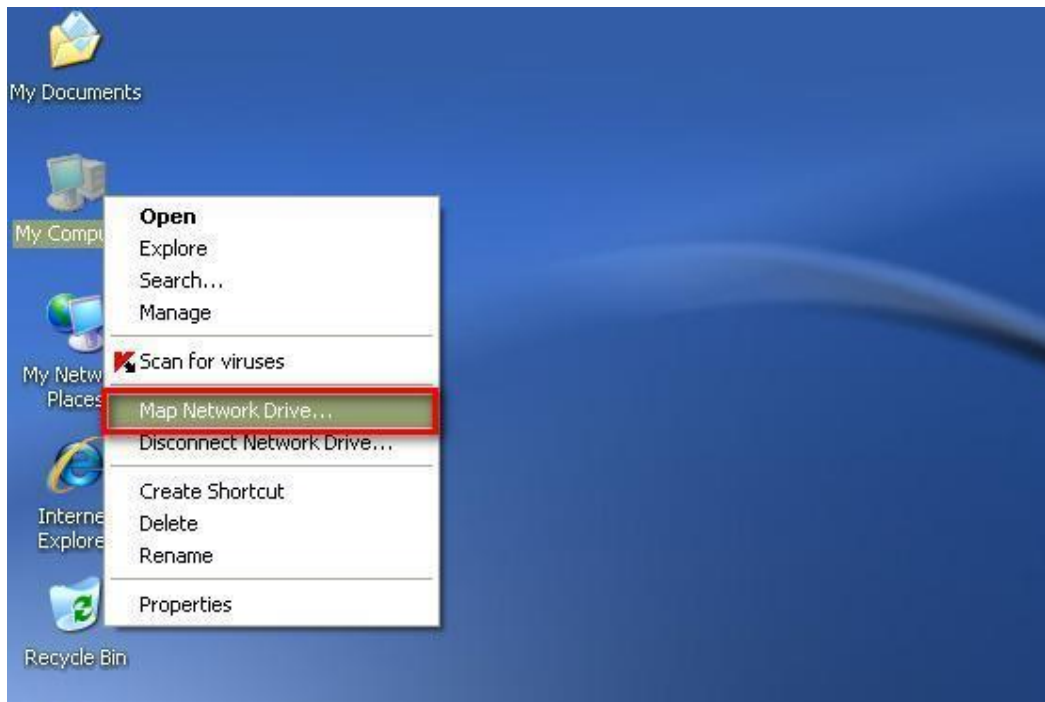 My Documents
My Compu
My Netw
Places
Interne
Explore
Recycle Bin
Open
Explore
Search...
Manage
Scan for viruses
Map Network Drive...
Disconnect Network Drive...
Create Shortcut
Delete
Rename
Properties